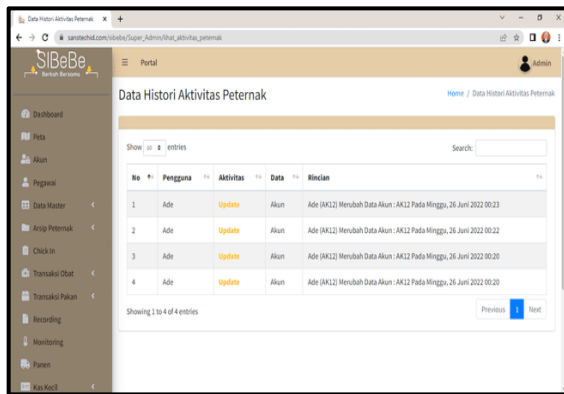 Data Histori Aktivitas Peternak
sanstechid.com/sibebe/Super_Admin/lihat_aktivitas_peternak
SIBeBe
Berkah Bersama
Portal
Admin
Data Histori Aktivitas Peternak
Home / Data Histori Aktivitas Peternak
Dashboard
Peta
Akun
Pegawai
Data Master
Arsip Peternak
Chick In
Transaksi Obat
Transaksi Pakan
Recording
Monitoring
Panen
Kas Kecil
Show 10 entries
Search:
No Pengguna Aktivitas Data Rincian
1 Ade Update Akun Ade (AK12) Merubah Data Akun : AK12 Pada Minggu, 26 Juni 2022 00:23
2 Ade Update Akun Ade (AK12) Merubah Data Akun : AK12 Pada Minggu, 26 Juni 2022 00:22
3 Ade Update Akun Ade (AK12) Merubah Data Akun : AK12 Pada Minggu, 26 Juni 2022 00:20
4 Ade Update Akun Ade (AK12) Merubah Data Akun : AK12 Pada Minggu, 26 Juni 2022 00:20
Showing 1 to 4 of 4 entries
Previous 1 Next